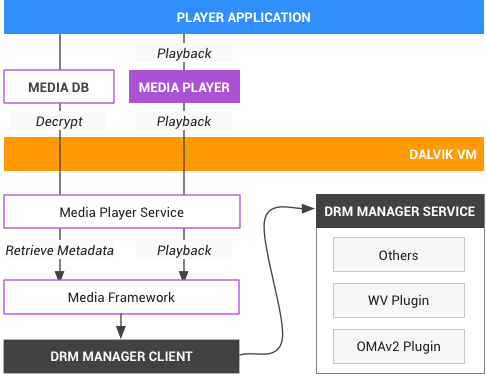 PLAYER APPLICATION
Playback
MEDIA DB
MEDIA PLAYER
Decrypt
Playback
DALVIK VM
Media Player Service
DRM MANAGER SERVICE
Retrieve Metadata
Playback
Others
Media Framework
WV Plugin
DRM MANAGER CLIENT
OMAv2 Plugin